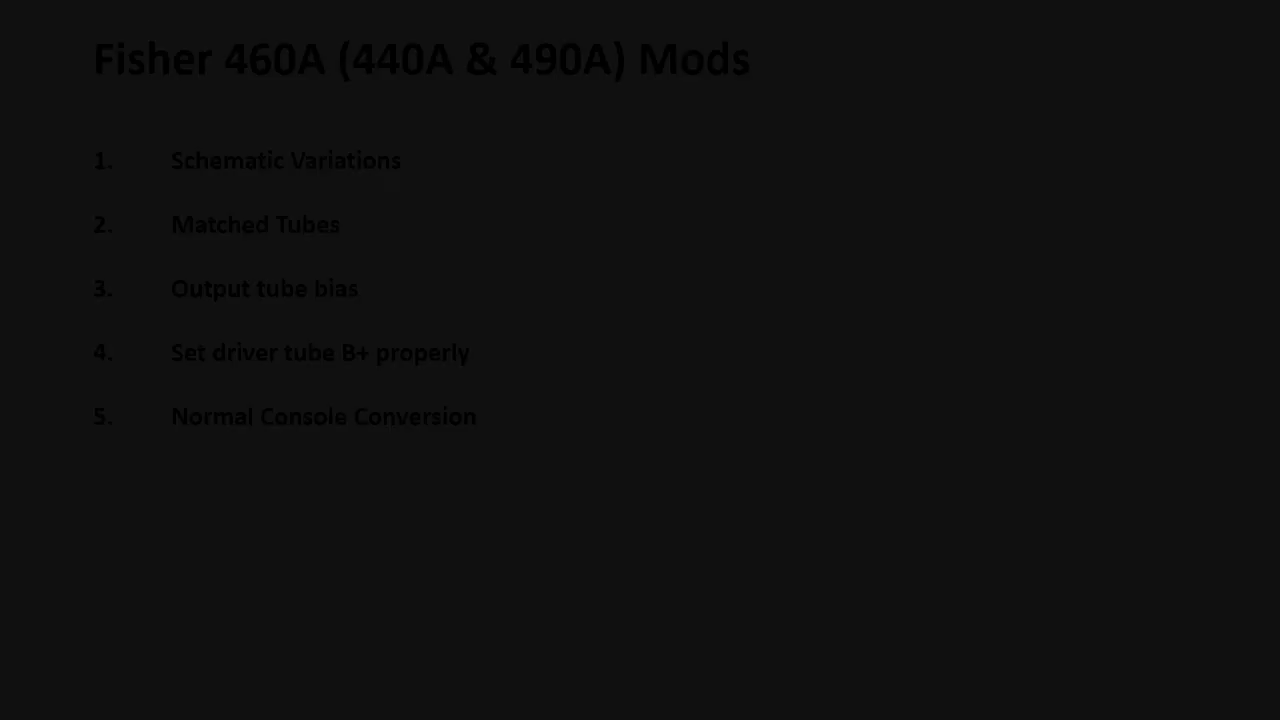 Fisher 460A (440A & 490A) Mods
1. Schematic Variations
2. Matched Tubes
3. Output tube bias
4. Set driver tube B+ properly
5. Normal Console Conversion